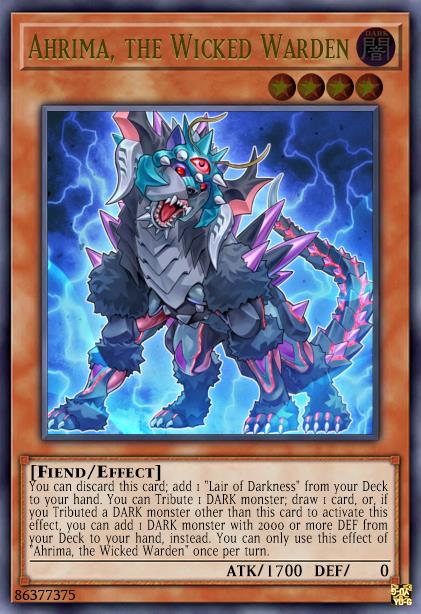 Ahrima, the Wicked Warden
DARK
闇
[Fiend/Effect]
You can discard this card; add 1 "Lair of Darkness" from your Deck
to your hand. You can Tribute 1 DARK monster; draw 1 card, or, if
you Tributed a DARK monster other than this card to activate this
effect, you can add 1 DARK monster with 2000 or more DEF from
your Deck to your hand, instead. You can only use this effect of
"Ahrima, the Wicked Warden" once per turn.
ATK/1700 DEF/ 0
86377375